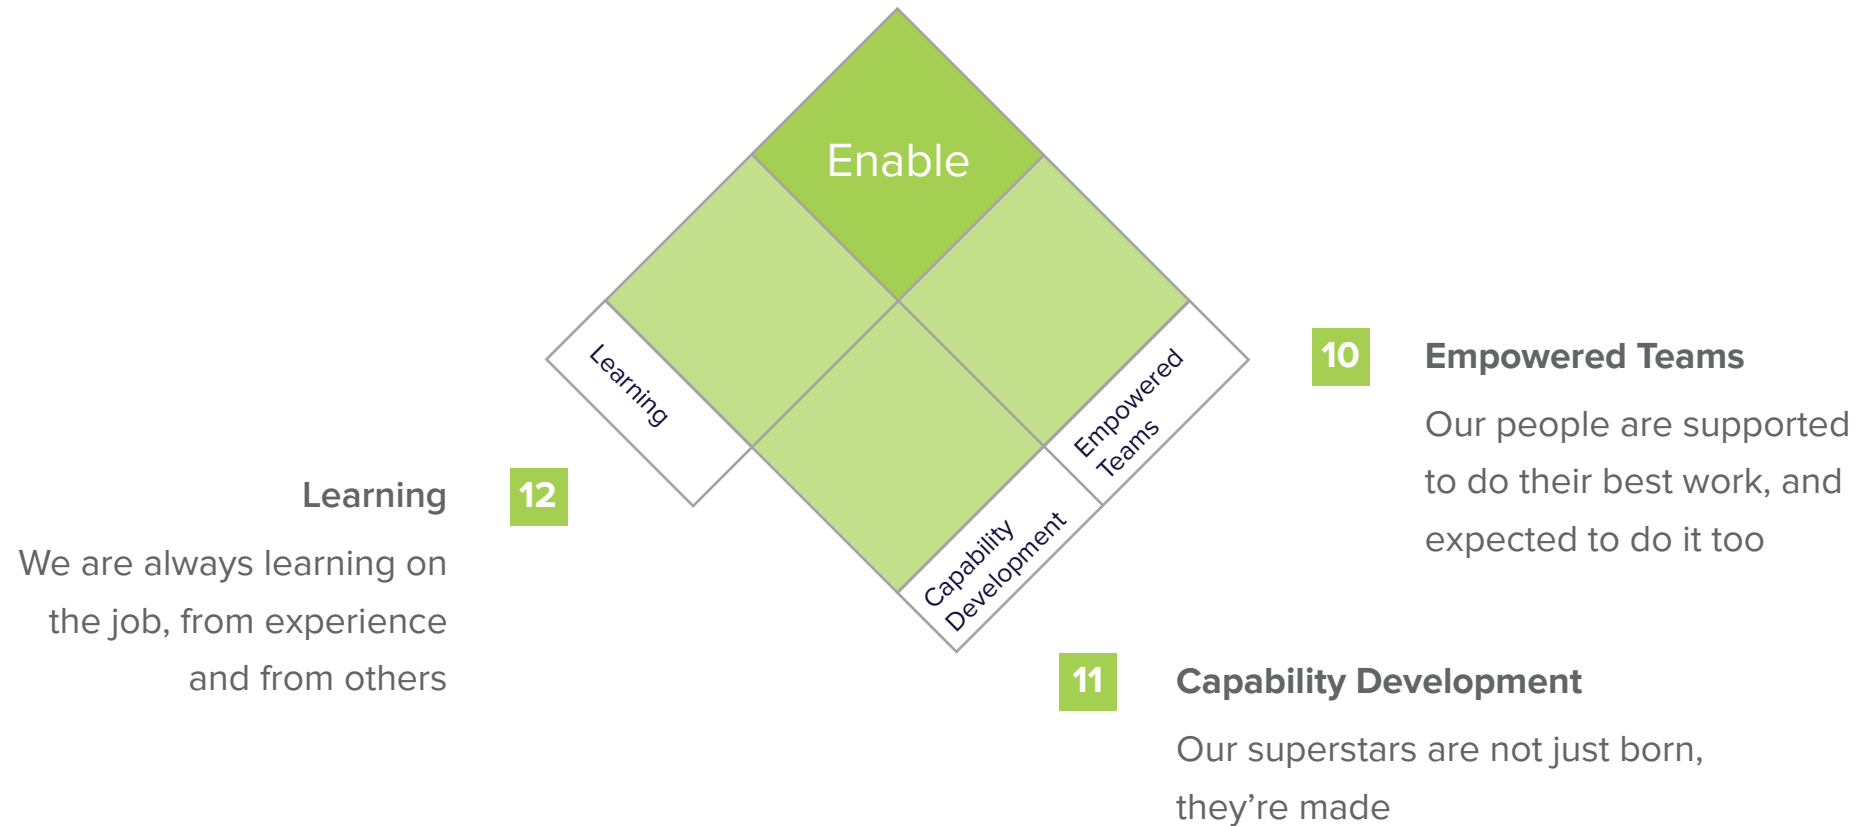 Enable
Learning
Empowered
Teams
Capability
Development
10
Empowered Teams
Our people are supported
to do their best work, and
expected to do it too
11
Capability Development
Our superstars are not just born,
they’re made
12
Learning
We are always learning on
the job, from experience
and from others